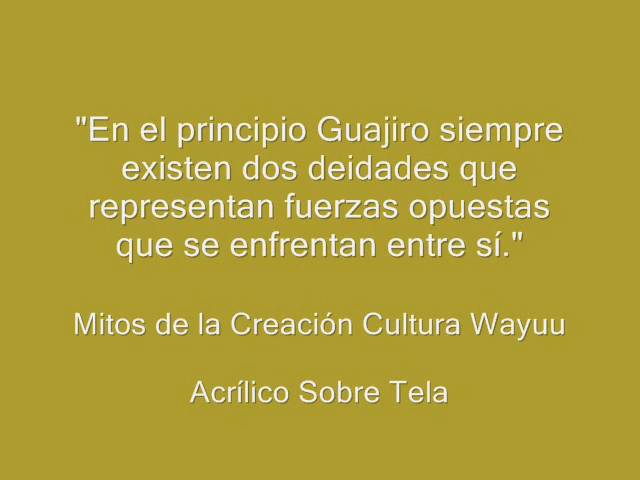 "En el principio Guajiro siempre
existen dos deidades que
representan fuerzas opuestas
que se enfrentan entre sí."
Mitos de la Creación Cultura Wayuu
Acrílico Sobre Tela